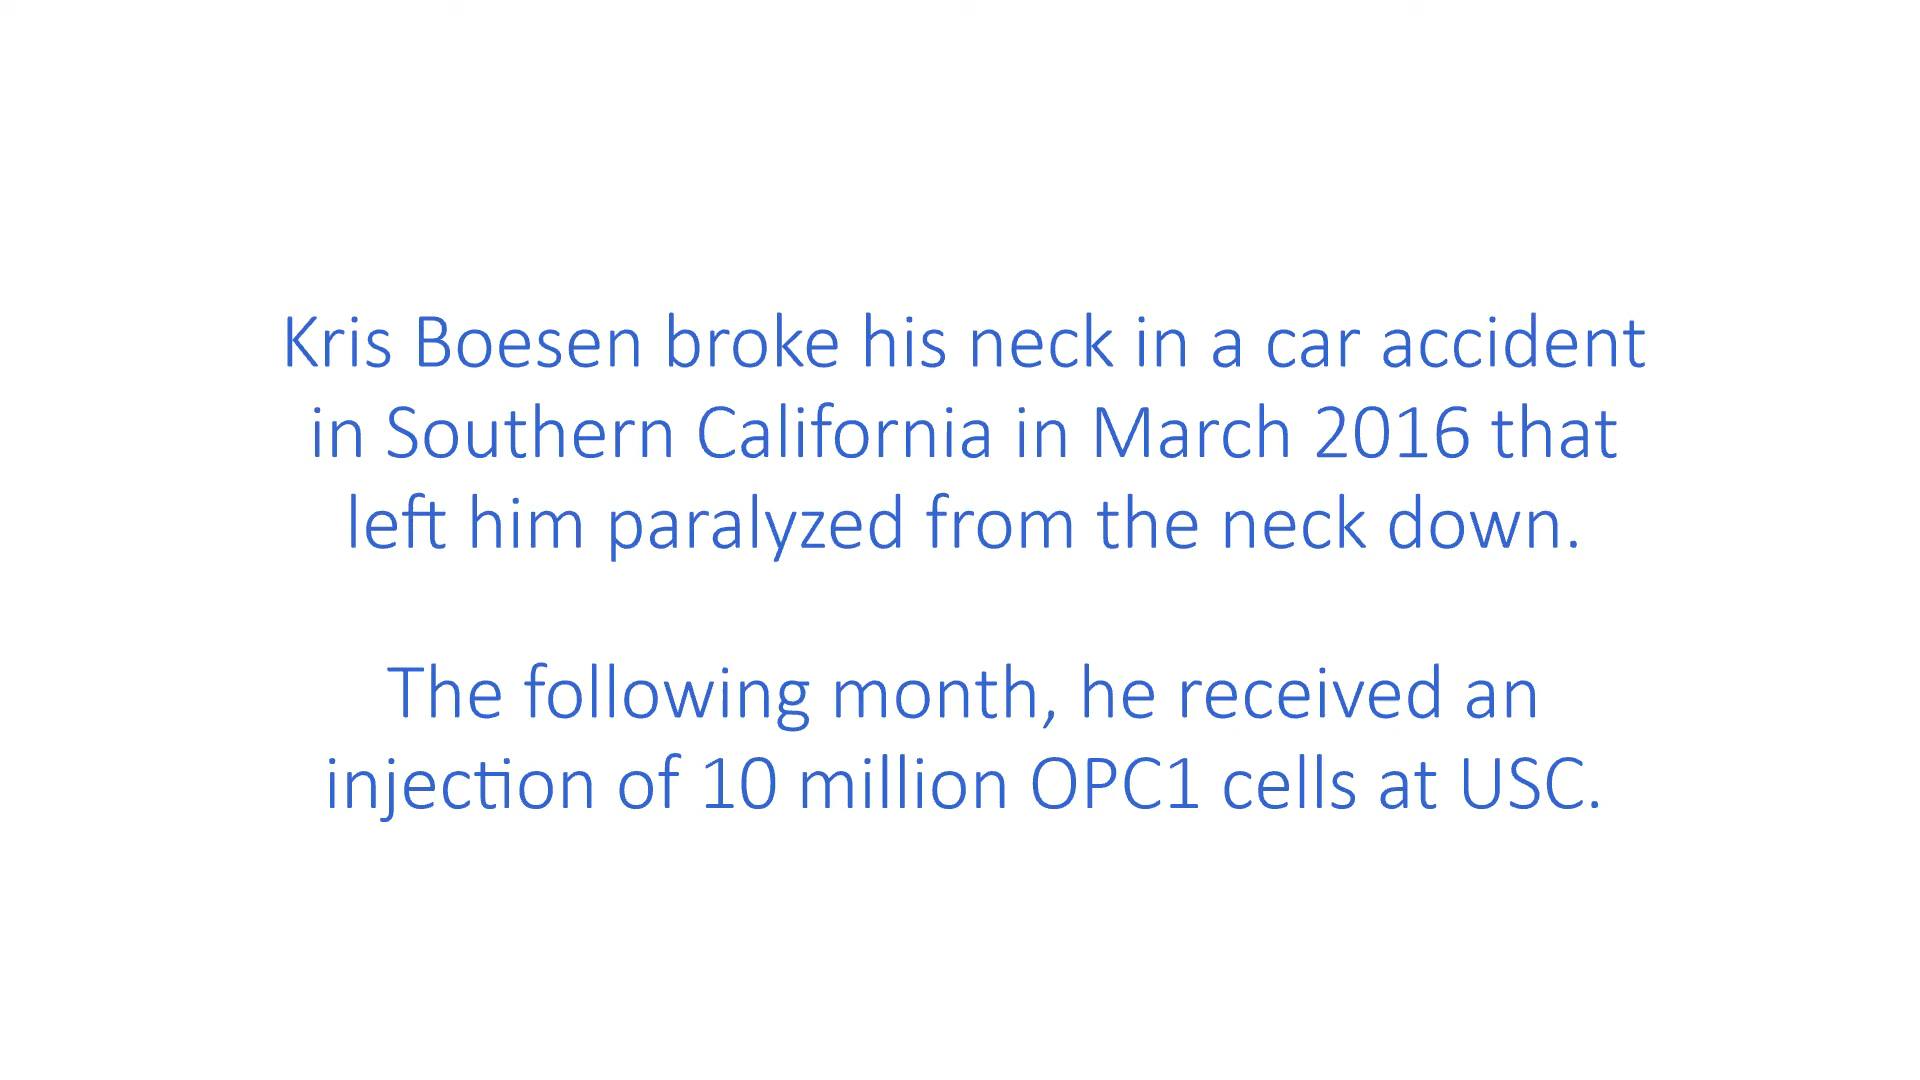 Kris Boesen broke his neck in a car accident
in Southern California in March 2016 that
left him paralyzed from the neck down.
The following month, he received an
injection of 10 million OPC1 cells at USC.